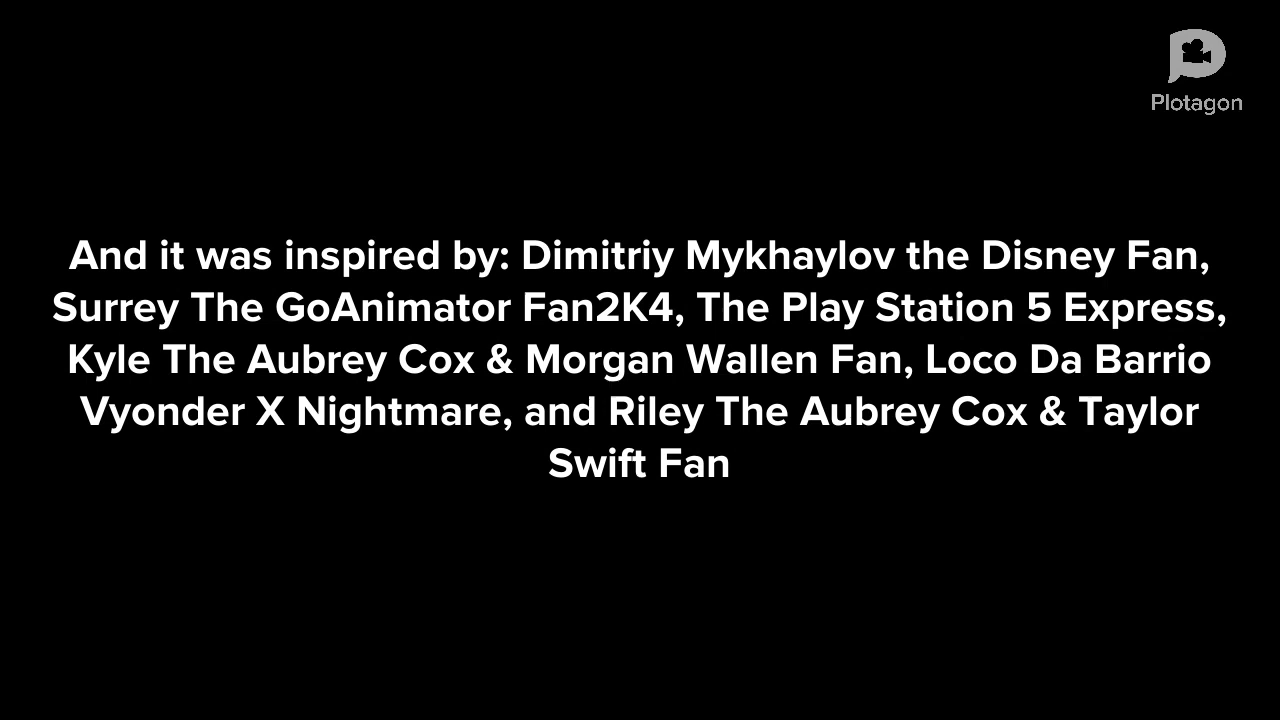 Plotagon
And it was inspired by: Dimitriy Mykhaylov the Disney Fan,
Surrey The GoAnimator Fan2K4, The Play Station 5 Express,
Kyle The Aubrey Cox & Morgan Wallen Fan, Loco Da Barrio
Vyonder X Nightmare, and Riley The Aubrey Cox & Taylor
Swift Fan